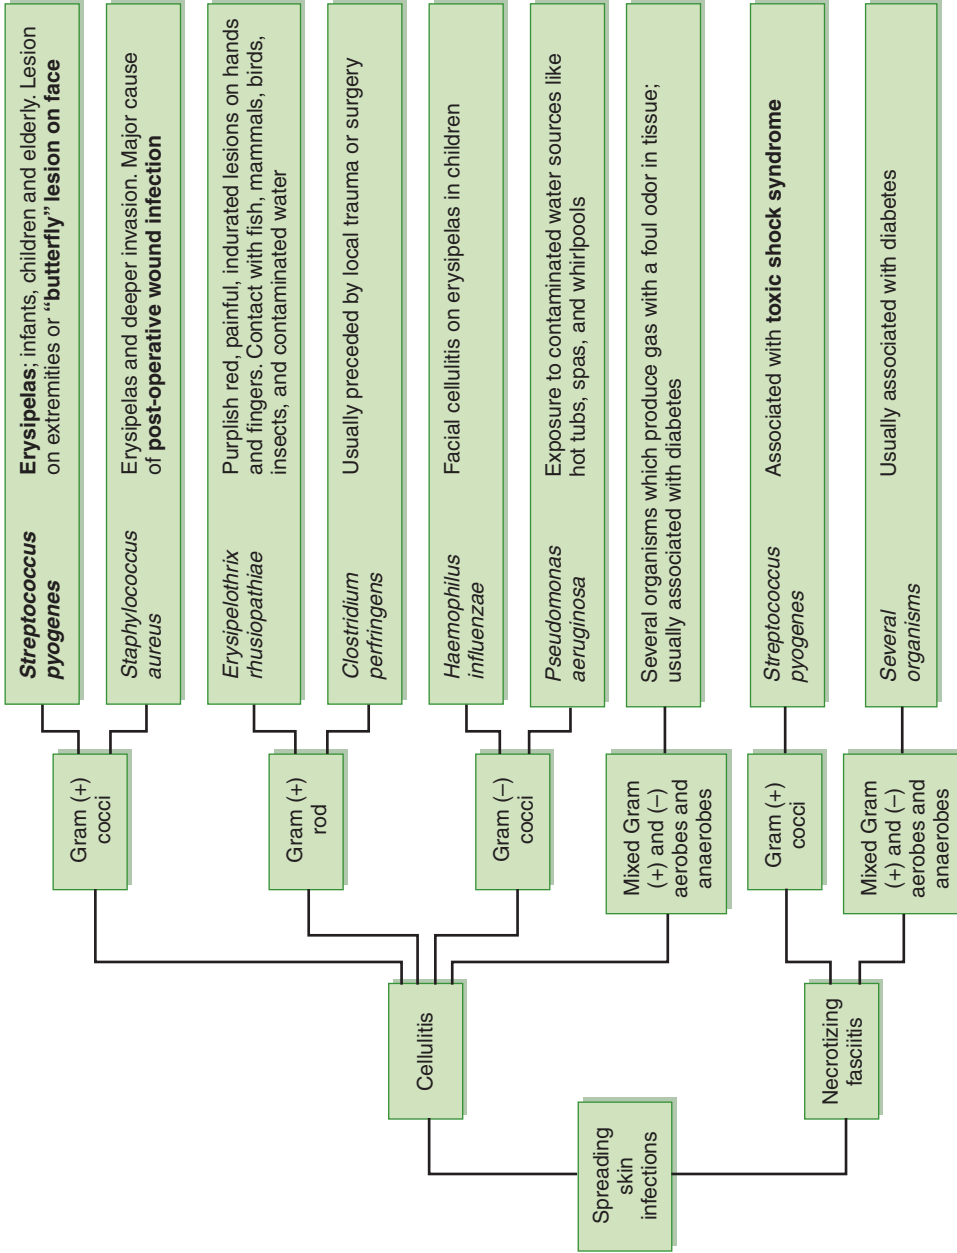 Spreading
skin
infections
Cellulitis
Gram (+)
cocci
Streptococcus
pyogenes
Erysipelas; infants, children and elderly. Lesion
on extremities or “butterfly” lesion on face
Staphylococcus
aureus
Erysipelas and deeper invasion. Major cause
of post-operative wound infection
Gram (+)
rod
Erysipelothrix
rhusiopathiae
Purplish red, painful, indurated lesions on hands
and fingers. Contact with fish, mammals, birds,
insects, and contaminated water
Clostridium
perfringens
Usually preceded by local trauma or surgery
Gram (–)
cocci
Haemophilus
influenzae
Facial cellulitis on erysipelas in children
Pseudomonas
aeruginosa
Exposure to contaminated water sources like
hot tubs, spas, and whirlpools
Mixed Gram
(+) and (–)
aerobes and
anaerobes
Several organisms which produce gas with a foul odor in tissue;
usually associated with diabetes
Necrotizing
fasciitis
Gram (+)
cocci
Streptococcus
pyogenes
Associated with toxic shock syndrome
Mixed Gram
(+) and (–)
aerobes and
anaerobes
Several
organisms
Usually associated with diabetes